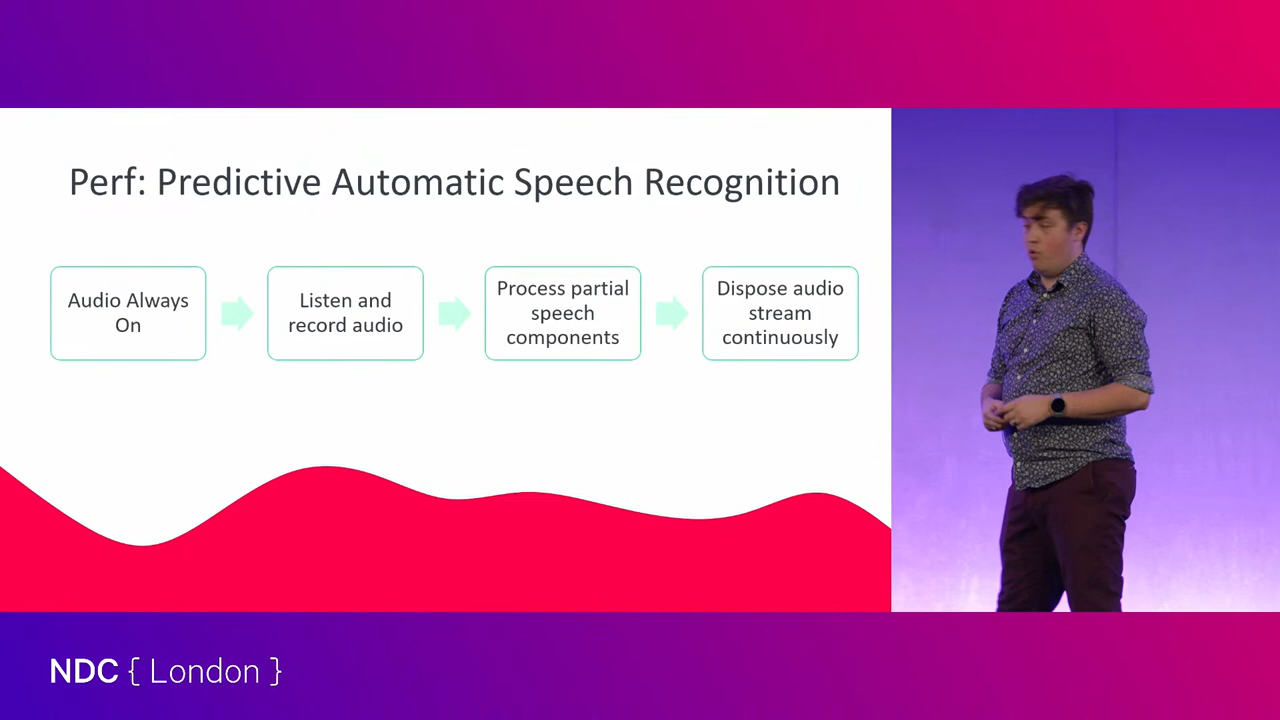 Perf: Predictive Automatic Speech Recognition
Audio Always
On
Listen and
record audio
Process partial
speech
components
Dispose audio
stream
continuously
NDC { London }